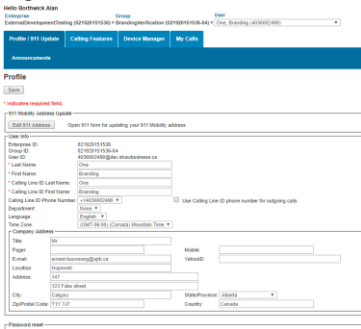 Hello Borthwick Alan
Enterprise Group User
ExternalDevelopmentTesting (021920151536) • BrandingVerification (021920151536-04) • One, Branding (4036002490)
Profile / 911 Update Calling Features Device Manager My Calls
Announcements
Profile
Save
* Indicates required field.
911 Mobility Address Update
Edit 911 Address Open 911 form for updating your 911 Mobility address
User Info
Enterprise ID: 021920151536
Group ID: 021920151536-04
User ID:
* Last Name: One
* First Name: Branding
* Calling Line ID Last Name: One
* Calling Line ID First Name: Branding
Calling Line ID Phone Number: +14036002490 Use Calling Line ID phone number for outgoing calls
Department: None
Language: English
Time Zone: (GMT-06:00) (Canada) Mountain Time
Company Address
Title: Mr
Pager: Mobile:
E-mail: YahooID:
Location: Hopewell
Address: 147
123 Fake street
City: Calgary State/Province: Alberta
Zip/Postal Code: T1Y 7J7 Country: Canada
Password reset